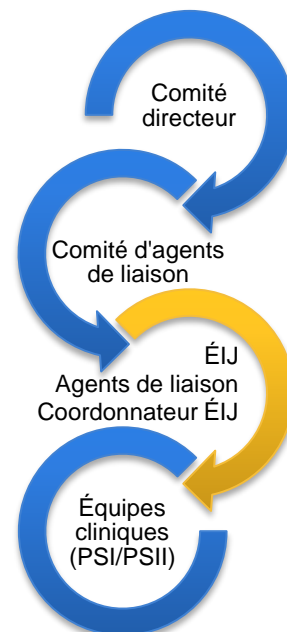 Comité
directeur
Comité d'agents
de liaison
ÉIJ
Agents de liaison
Coordonnateur ÉIJ
Équipes
cliniques
(PSI/PSII)